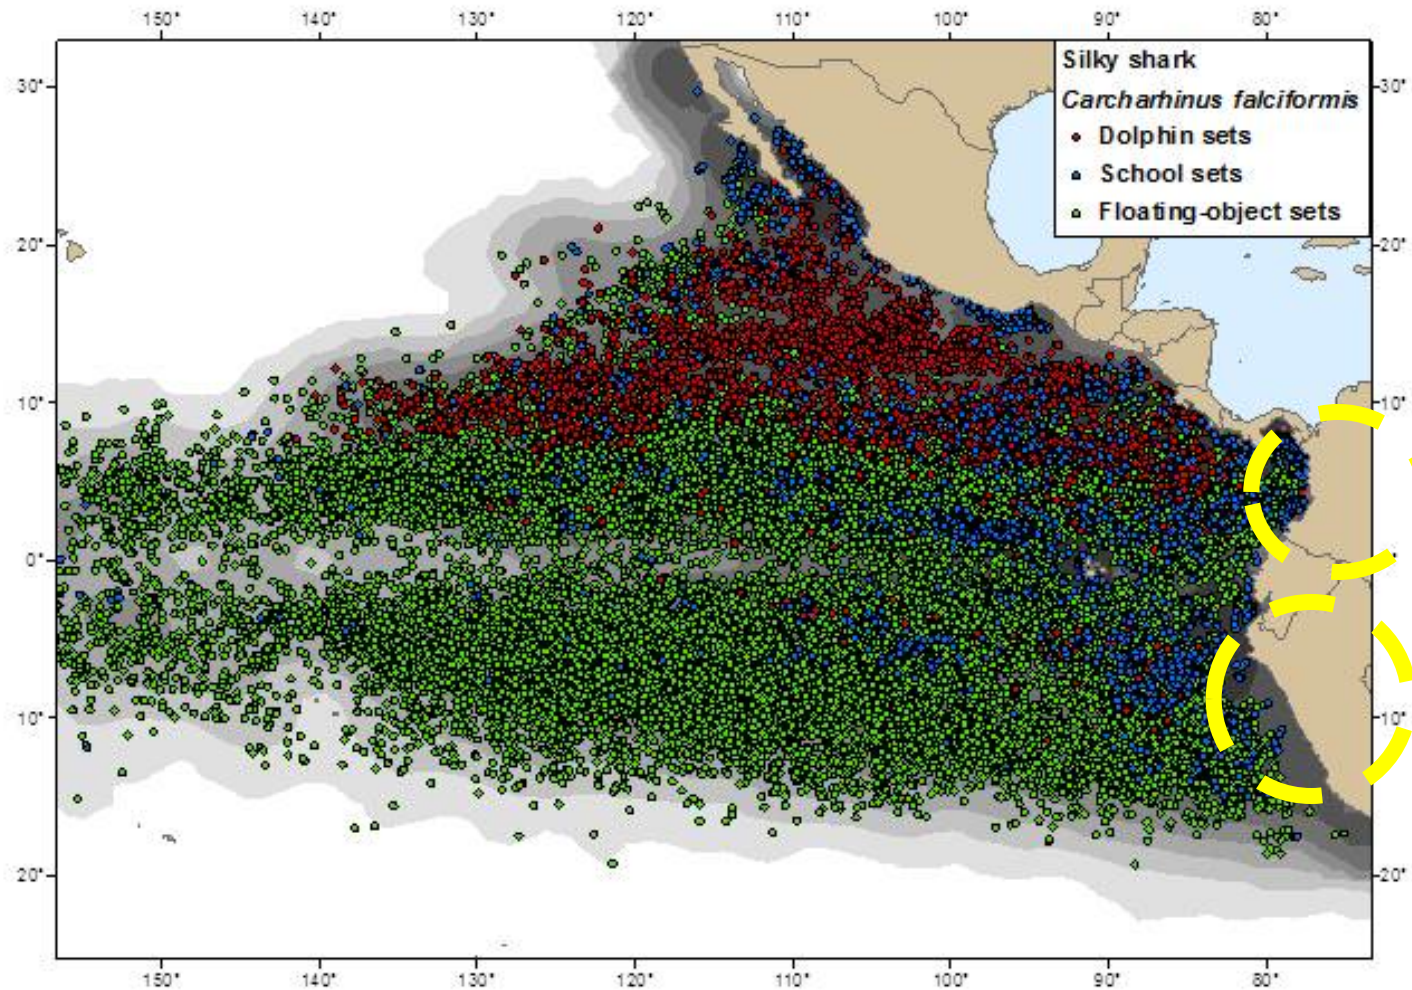 150° 140° 130° 120° 110° 100° 90° 80°
Silky shark
Carcharhinus falciformis
Dolphin sets
School sets
Floating-object sets
30° 30°
20° 20°
10° 10°
0°
10° 10°
20° 20°
150° 140° 130° 120° 110° 100° 90° 80°